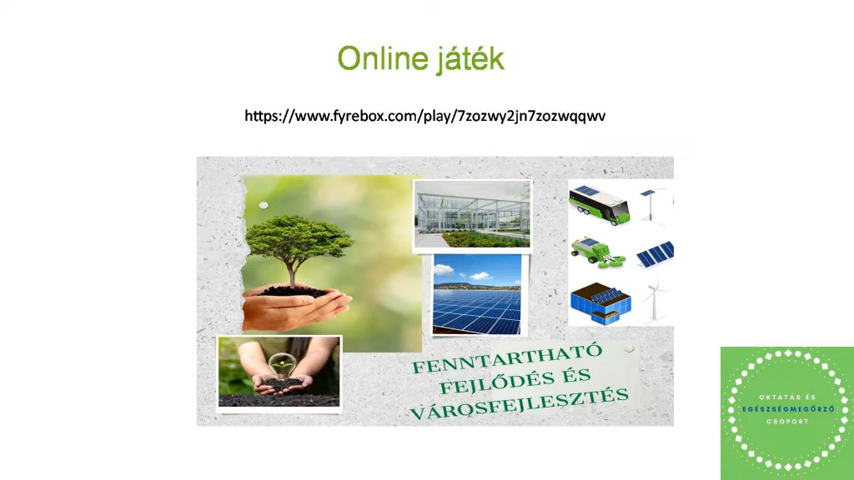 Online játék
https://www.fyrebox.com/play/7zozwy2jn7zozwqqwv
FENNTARTHATÓ
FEJLŐDÉS ÉS
VÁROSFEJLESZTÉS
OKTATÁS ÉS
EGÉSZSÉGMEGŐRZŐ
CSOPORT